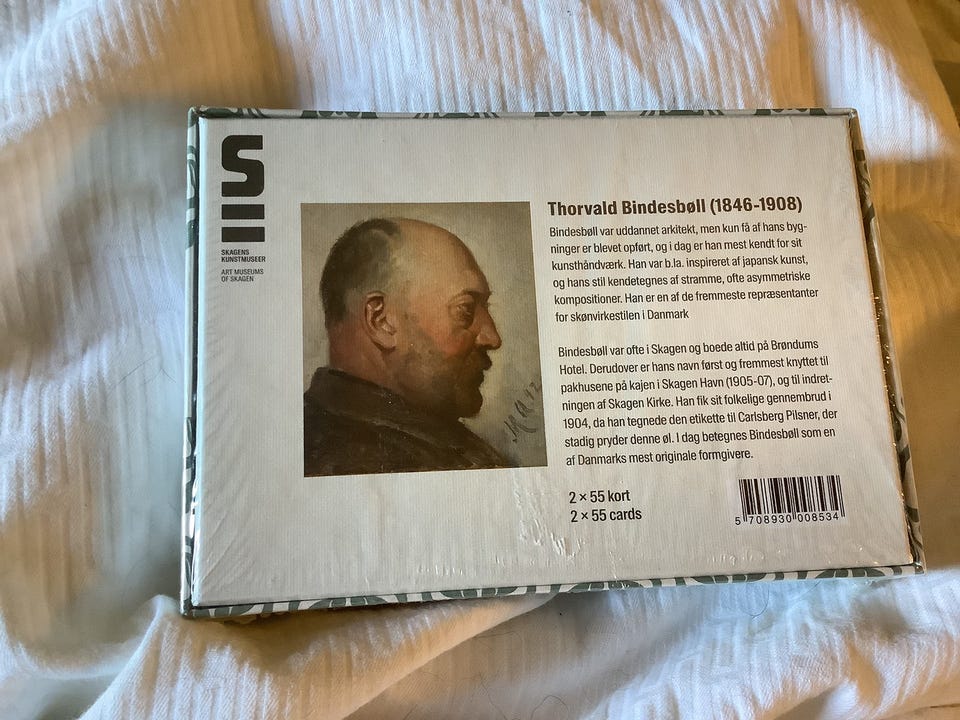 SKAGENS
KUNSTMUSEER
ART MUSEUMS
OF SKAGEN
Thorvald Bindesbøll (1846-1908)
Bindesbøll var uddannet arkitekt, men kun få af hans byg-
ninger er blevet opført, og i dag er han mest kendt for sit
kunsthåndværk. Han var b.la. inspireret af japansk kunst,
og hans stil kendetegnes af stramme, ofte asymmetriske
kompositioner. Han er en af de fremmeste repræsentanter
for skønvirkestilen i Danmark
Bindesbøll var ofte i Skagen og boede altid på Brøndums
Hotel. Derudover er hans navn først og fremmest knyttet til
pakhusene på kajen i Skagen Havn (1905-07), og til indret-
ningen af Skagen Kirke. Han fik sit folkelige gennembrud i
1904, da han tegnede den etikette til Carlsberg Pilsner, der
stadig pryder denne øl. I dag betegnes Bindesbøll som en
af Danmarks mest originale formgivere.
2 × 55 kort
2 × 55 cards
5 708930 008534